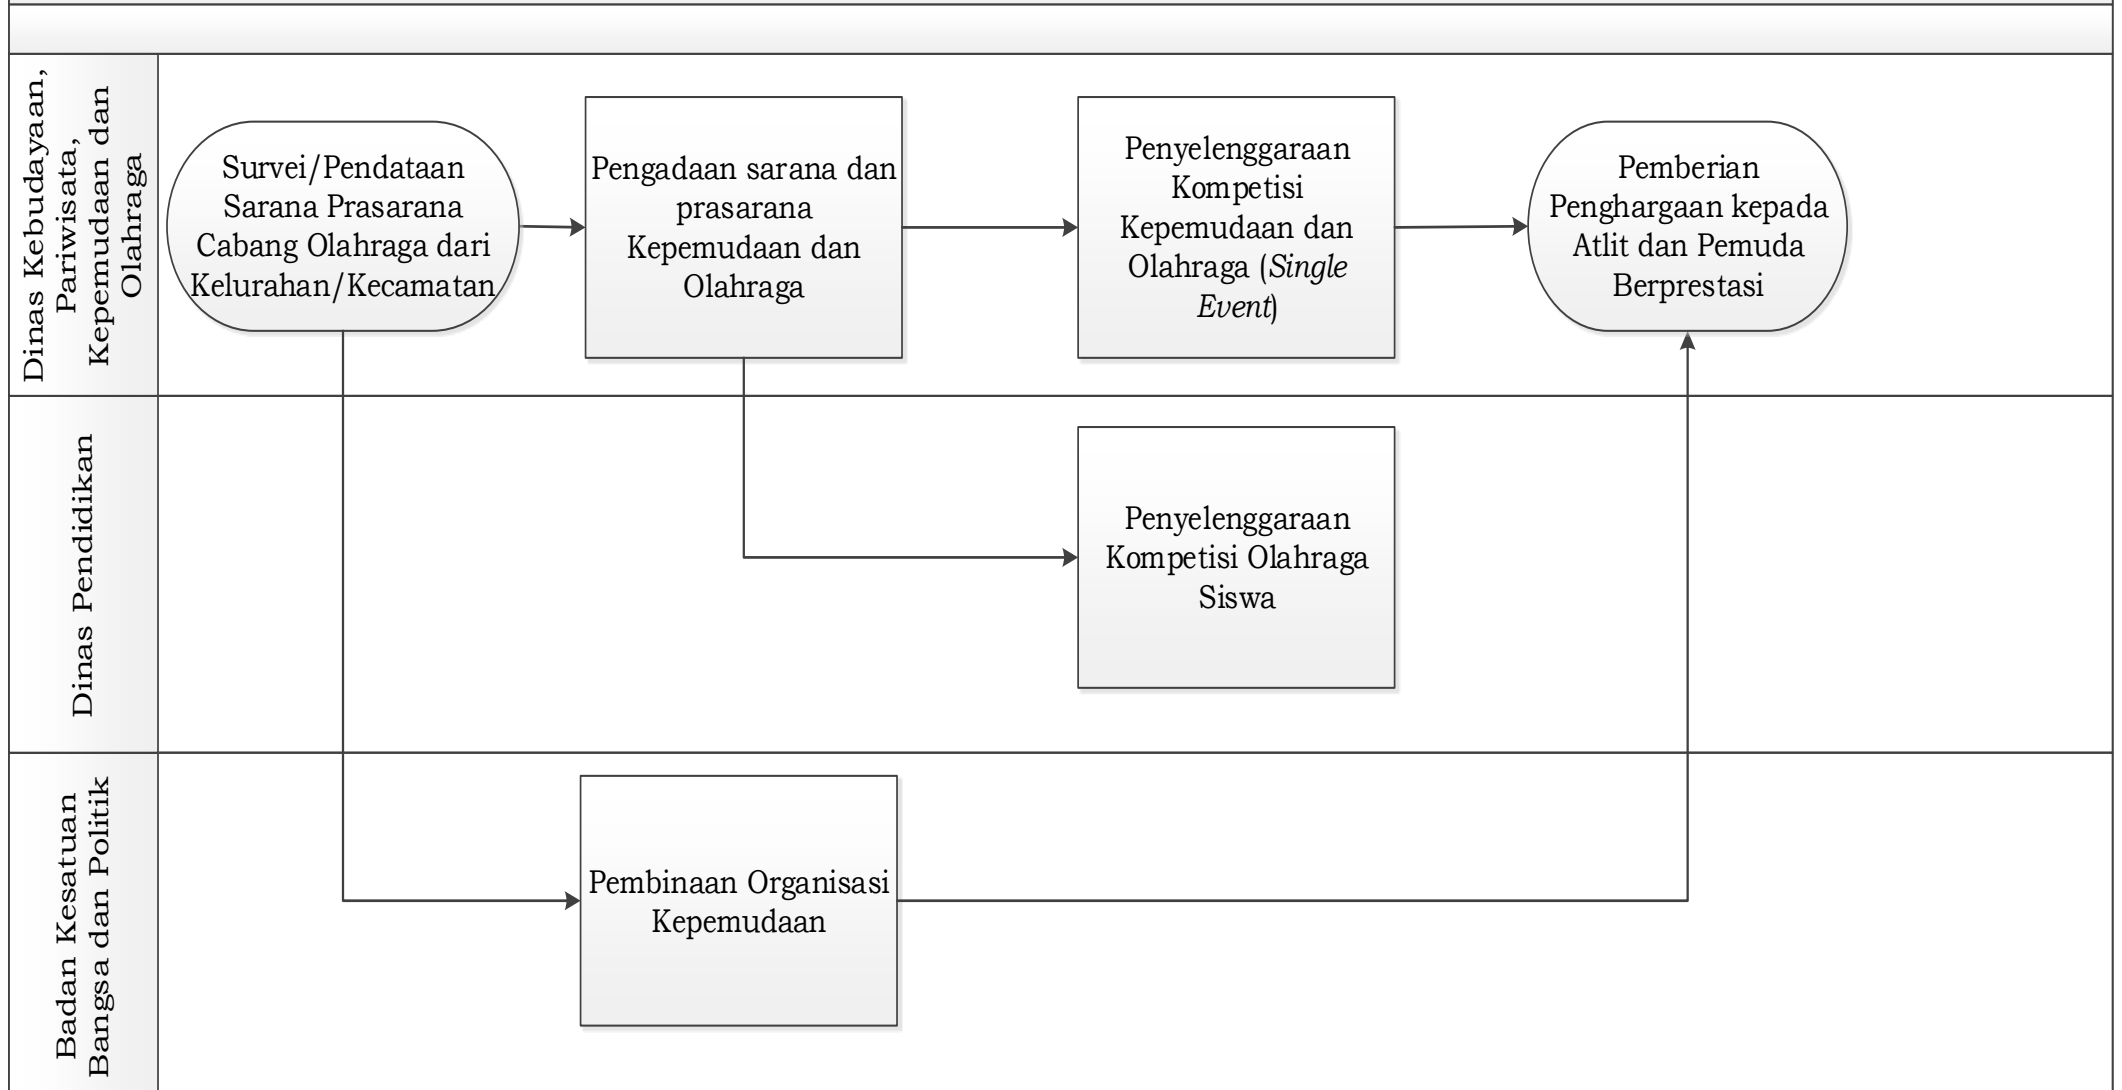 Dinas Kebudayaan,
Pariwisata,
Kepemudaan dan
Olahraga
Survei/Pendataan
Sarana Prasarana
Cabang Olahraga dari
Kelurahan/Kecamatan
Pengadaan sarana dan
prasarana
Kepemudaan dan
Olahraga
Penyelenggaraan
Kompetisi
Kepemudaan dan
Olahraga (Single
Event)
Pemberian
Penghargaan kepada
Atlit dan Pemuda
Berprestasi
Dinas Pendidikan
Penyelenggaraan
Kompetisi Olahraga
Siswa
Badan Kesatuan
Bangsa dan Politik
Pembinaan Organisasi
Kepemudaan